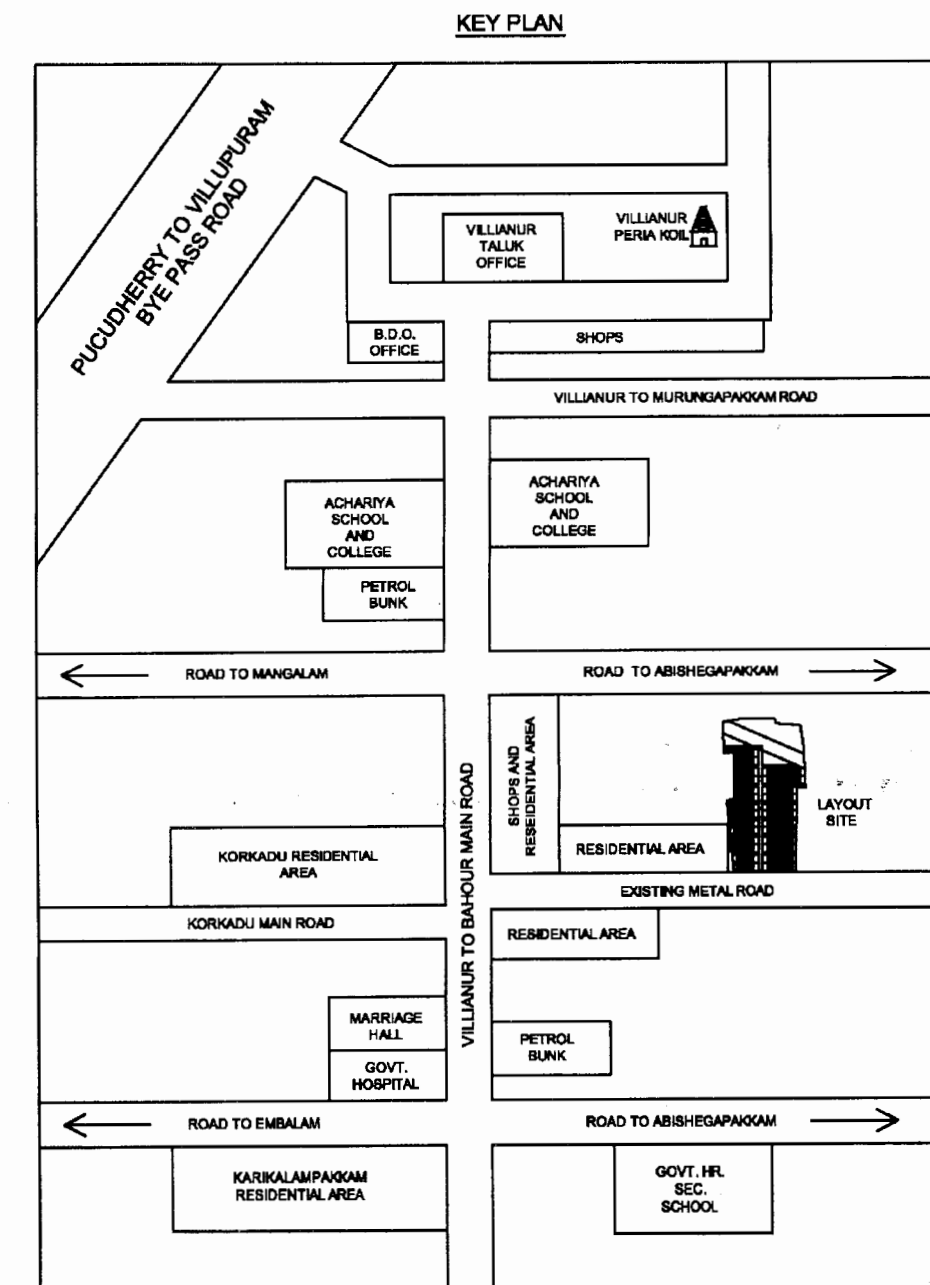 KEY PLAN
PUCUDHERRY TO VILLUPURAM
BYE PASS ROAD
VILLIANUR
TALUK
OFFICE
VILLIANUR
PERIA KOIL
B.D.O.
OFFICE
SHOPS
VILLIANUR TO MURUNGAPAKKAM ROAD
ACHARIYA
SCHOOL
AND
COLLEGE
ACHARIYA
SCHOOL
AND
COLLEGE
PETROL
BUNK
ROAD TO MANGALAM
ROAD TO ABISHEGAPAKKAM
VILLIANUR TO BAHOUR MAIN ROAD
SHOPS AND
RESEIDENTIAL AREA
LAYOUT
SITE
KORKADU RESIDENTIAL
AREA
RESIDENTIAL AREA
EXISTING METAL ROAD
KORKADU MAIN ROAD
RESIDENTIAL AREA
MARRIAGE
HALL
PETROL
BUNK
GOVT.
HOSPITAL
ROAD TO EMBALAM
ROAD TO ABISHEGAPAKKAM
KARIKALAMPAKKAM
RESIDENTIAL AREA
GOVT. HR.
SEC.
SCHOOL